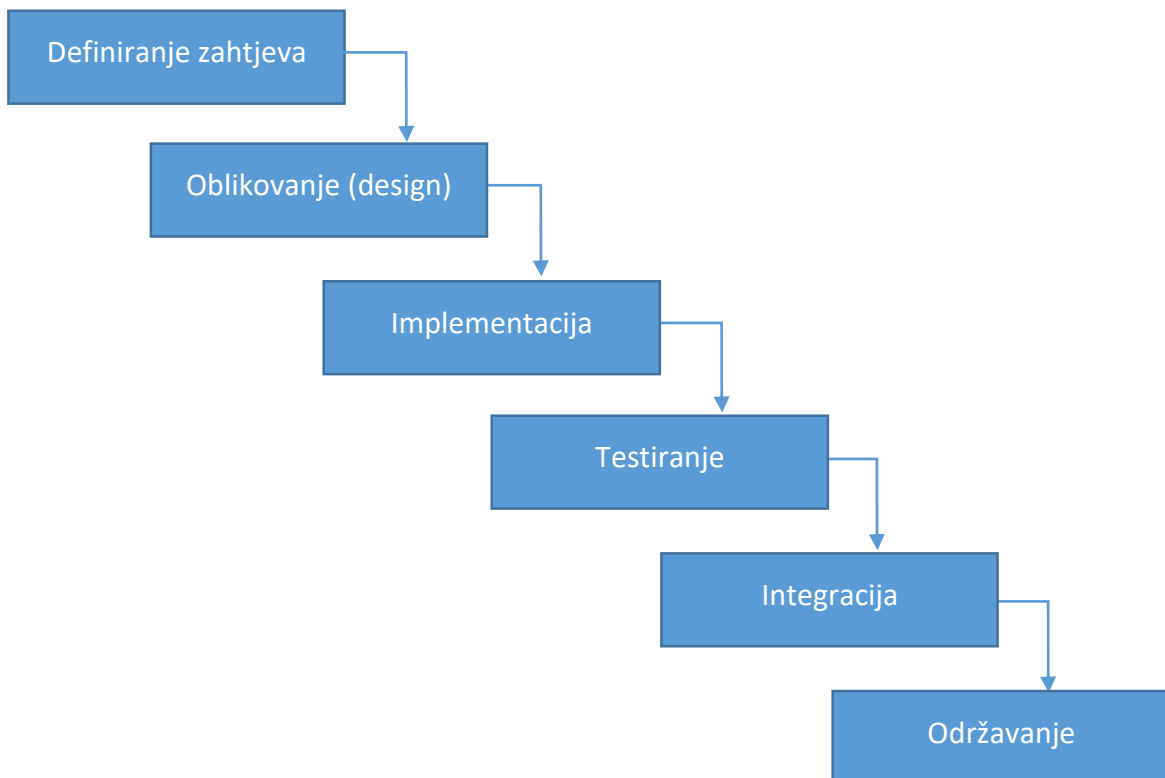 Definiranje zahtjeva
Oblikovanje (design)
Implementacija
Testiranje
Integracija
Održavanje